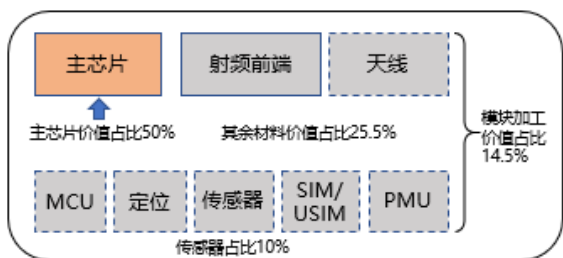 主芯片
射频前端
天线
主芯片价值占比50%
其余材料价值占比25.5%
模块加工
价值占比
14.5%
MCU
定位
传感器
SIM/
USIM
PMU
传感器占比10%